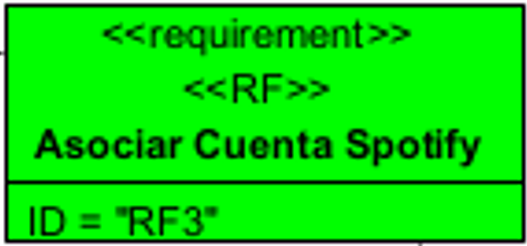 <<requirement>>
<<RF>>
Asociar Cuenta Spotify
ID = "RF3"